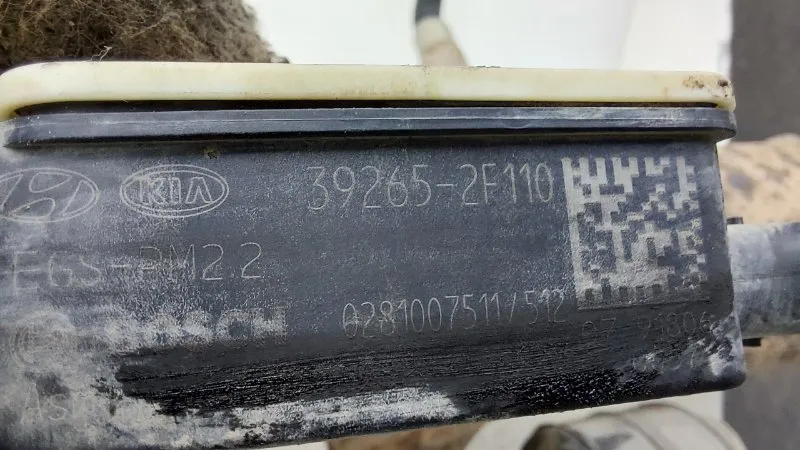 KIA 39265-2F110
EGS-PM2.2
BOSCH 0281007511/512